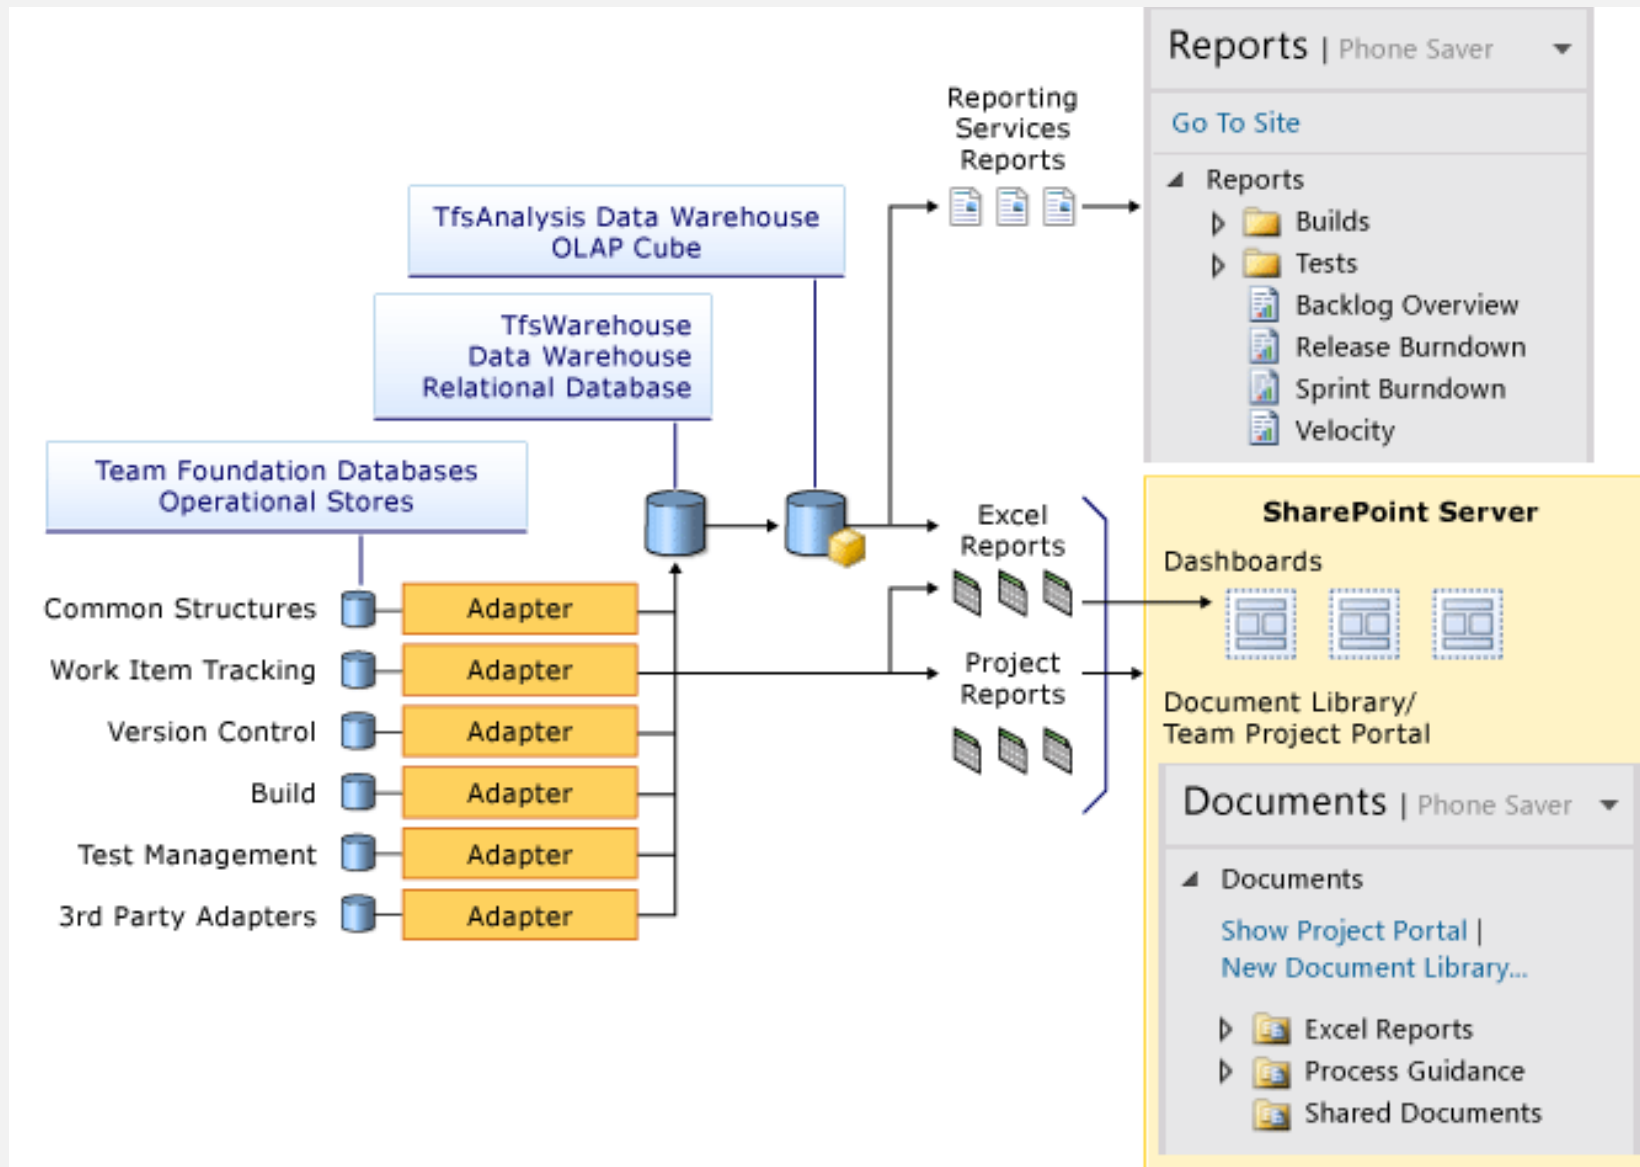 Reporting
Services
Reports
TfsAnalysis Data Warehouse
OLAP Cube
TfsWarehouse
Data Warehouse
Relational Database
Team Foundation Databases
Operational Stores
Common Structures
Adapter
Work Item Tracking
Adapter
Version Control
Adapter
Build
Adapter
Test Management
Adapter
3rd Party Adapters
Adapter
Excel
Reports
Project
Reports
Reports | Phone Saver
Go To Site
Reports
Builds
Tests
Backlog Overview
Release Burndown
Sprint Burndown
Velocity
SharePoint Server
Dashboards
Document Library/
Team Project Portal
Documents | Phone Saver
Documents
Show Project Portal |
New Document Library...
Excel Reports
Process Guidance
Shared Documents